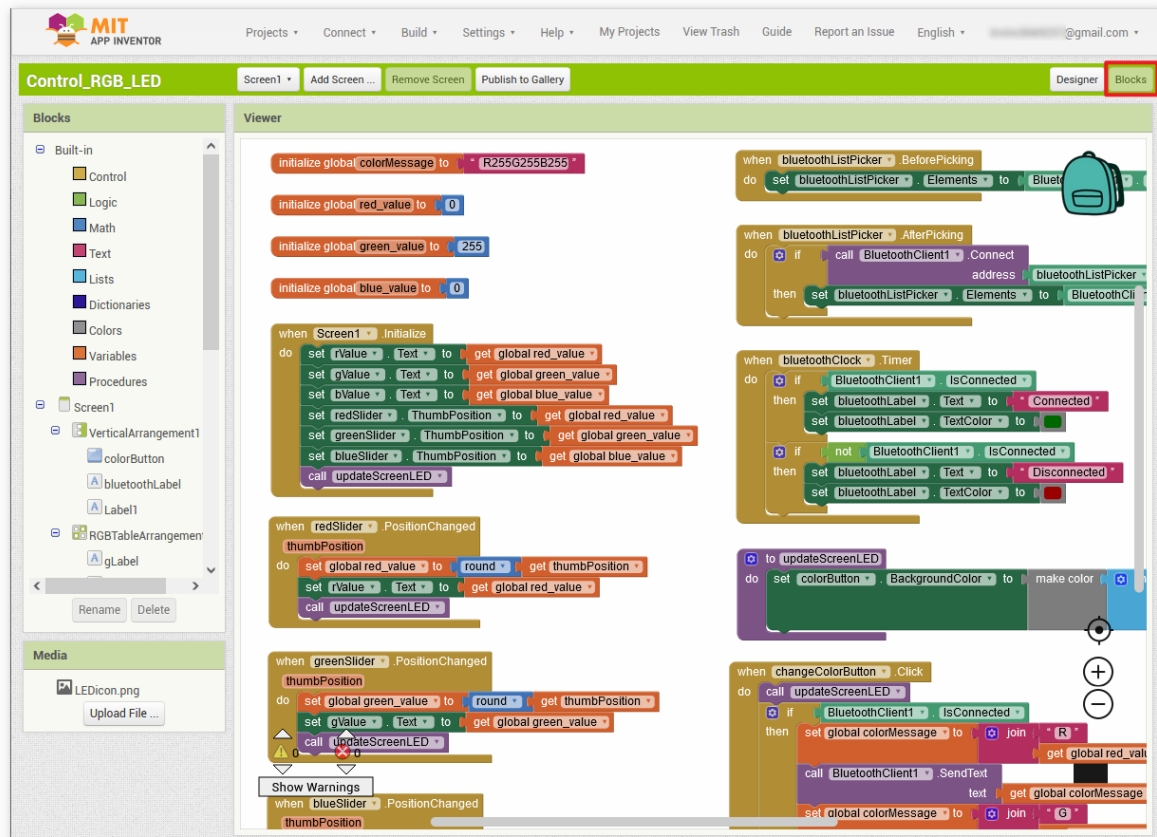 MIT
APP INVENTOR
Projects Connect Build Settings Help My Projects View Trash Guide Report an Issue English @gmail.com
Control_RGB_LED
Screen1 Add Screen ... Remove Screen Publish to Gallery Designer Blocks
Blocks
Built-in
Control
Logic
Math
Text
Lists
Dictionaries
Colors
Variables
Procedures
Screen1
VerticalArrangement1
colorButton
bluetoothLabel
Label1
RGBTableArrangement
gLabel
Rename Delete
Media
LEDicon.png
Upload File ...
Viewer
initialize global colorMessage to " R255G255B255 "
initialize global red_value to 0
initialize global green_value to 255
initialize global blue_value to 0
when Screen1 .Initialize
do set rValue . Text to get global red_value
set gValue . Text to get global green_value
set bValue . Text to get global blue_value
set redSlider . ThumbPosition to get global red_value
set greenSlider . ThumbPosition to get global green_value
set blueSlider . ThumbPosition to get global blue_value
call updateScreenLED
when redSlider .PositionChanged
thumbPosition
do set global red_value to round get thumbPosition
set rValue . Text to get global red_value
call updateScreenLED
when greenSlider .PositionChanged
thumbPosition
do set global green_value to round get thumbPosition
set gValue . Text to get global green_value
call updateScreenLED
0 0
Show Warnings
when blueSlider .PositionChanged
thumbPosition
when bluetoothListPicker .BeforePicking
do set bluetoothListPicker . Elements to
when bluetoothListPicker .AfterPicking
do if call BluetoothClient1 .Connect
address bluetoothListPicker
then set bluetoothListPicker . Elements to
when bluetoothClock .Timer
do if BluetoothClient1 . IsConnected
then set bluetoothLabel . Text to " Connected "
set bluetoothLabel . TextColor to
if not BluetoothClient1 . IsConnected
then set bluetoothLabel . Text to " Disconnected "
set bluetoothLabel . TextColor to
to updateScreenLED
do set colorButton . BackgroundColor to make color
when changeColorButton .Click
do call updateScreenLED
if BluetoothClient1 . IsConnected
then set global colorMessage to join " R "
get global red_valu
call BluetoothClient1 .SendText
text get global colorMessage
set global colorMessage to join " G "